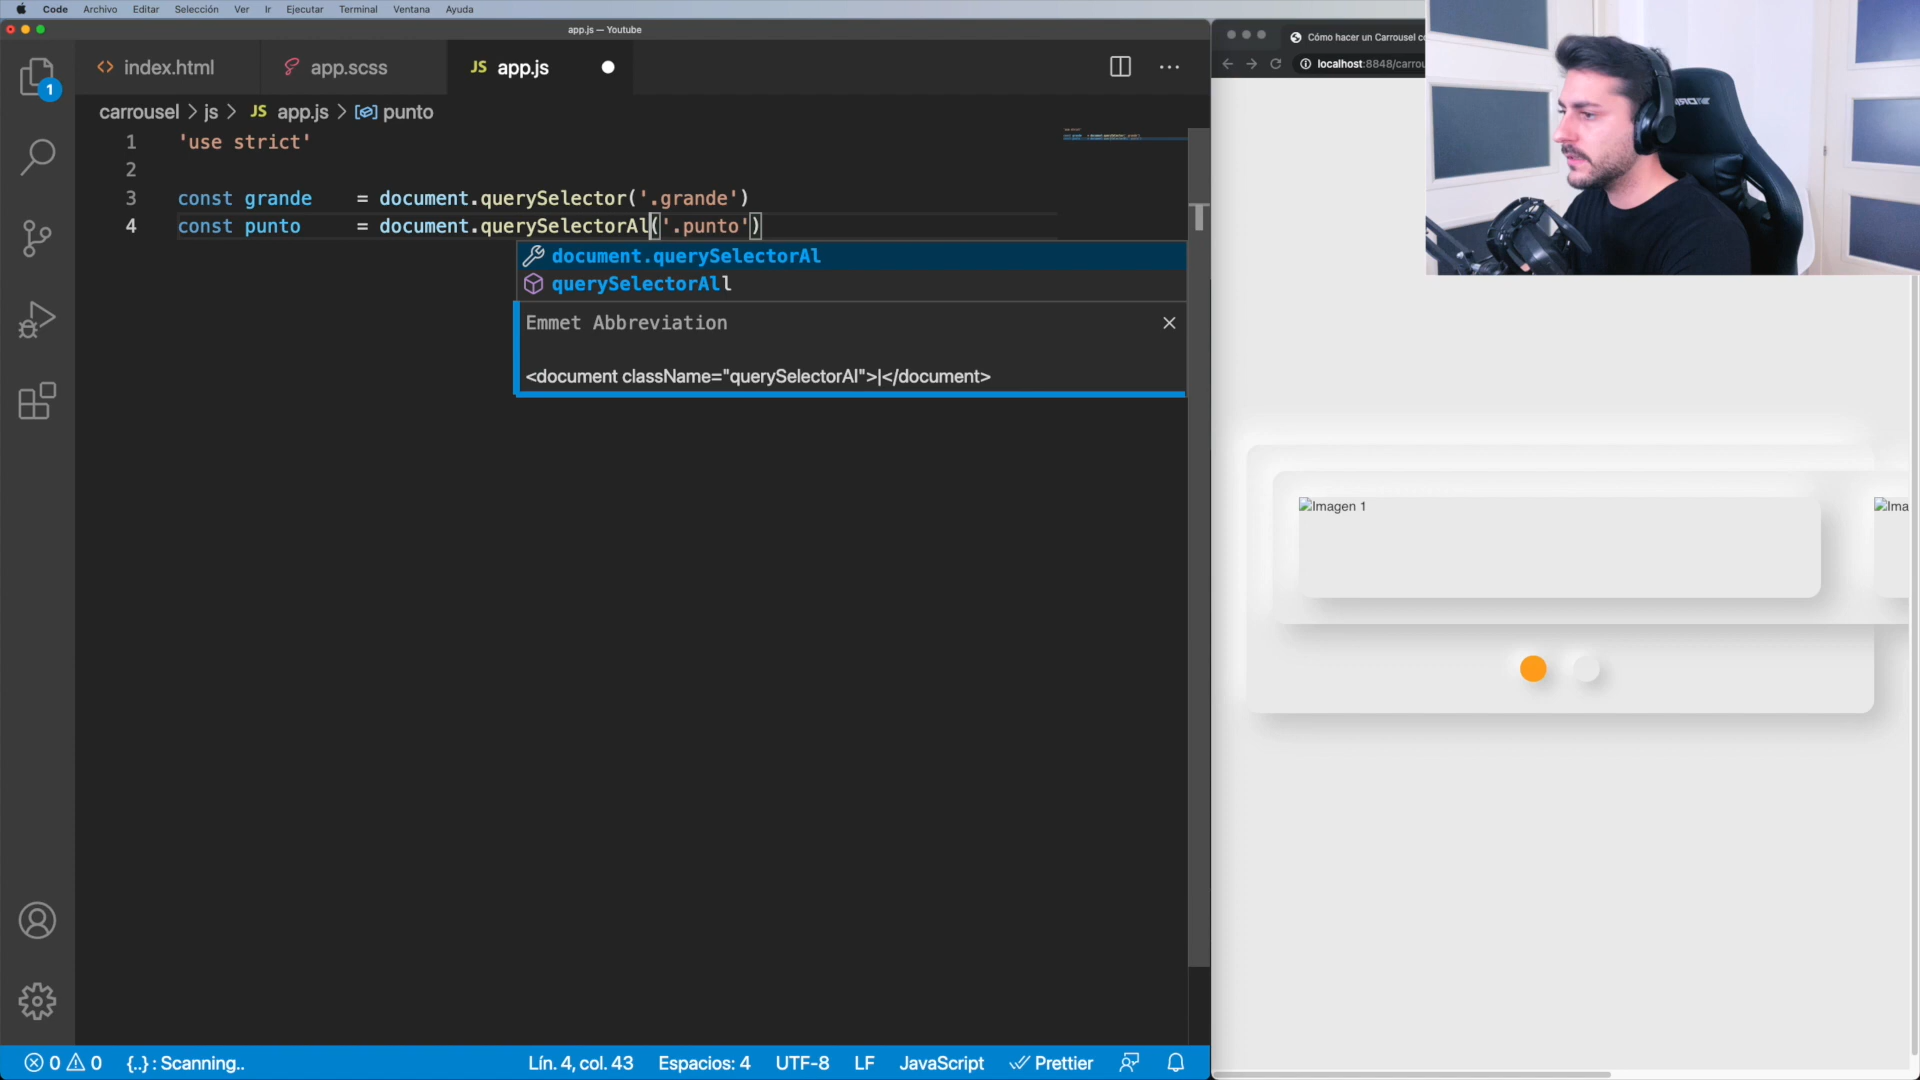 Code Archivo Editar Selección Ver Ir Ejecutar Terminal Ventana Ayuda
app.js — Youtube
index.html
app.scss
JS app.js
carrousel > js > JS app.js > punto
1 'use strict'
2
3 const grande = document.querySelector('.grande')
4 const punto = document.querySelectorAl('.punto')
document.querySelectorAl
querySelectorAll
Emmet Abbreviation
<document className="querySelectorAl">|</document>
1
0 0 {..} : Scanning..
Lín. 4, col. 43 Espacios: 4 UTF-8 LF JavaScript Prettier
Cómo hacer un Carrousel co
localhost:8848/carrou
Imagen 1
Ima